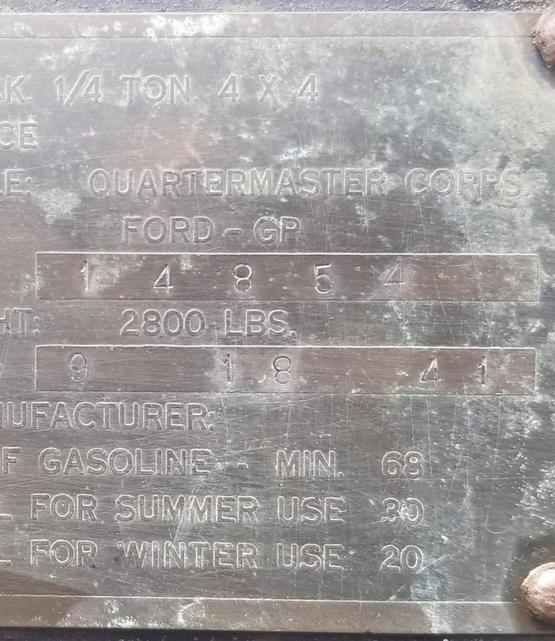 K. 1/4 TON. 4 X 4
CE
LE: QUARTERMASTER CORPS
FORD - GP
1 4 8 5 4
HT: 2800 LBS.
9 18 41
NUFACTURER:
F GASOLINE - MIN. 68
L FOR SUMMER USE 30
L FOR WINTER USE 20